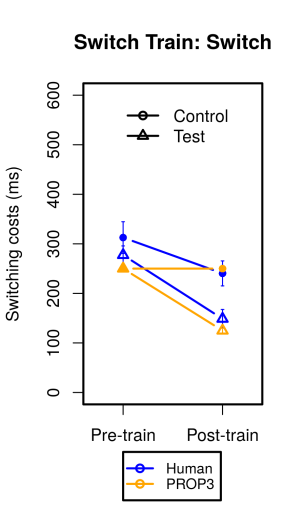 Switch Train: Switch
Control
Test
600
500
400
300
200
100
0
Switching costs (ms)
Pre-train
Post-train
Human
PROP3